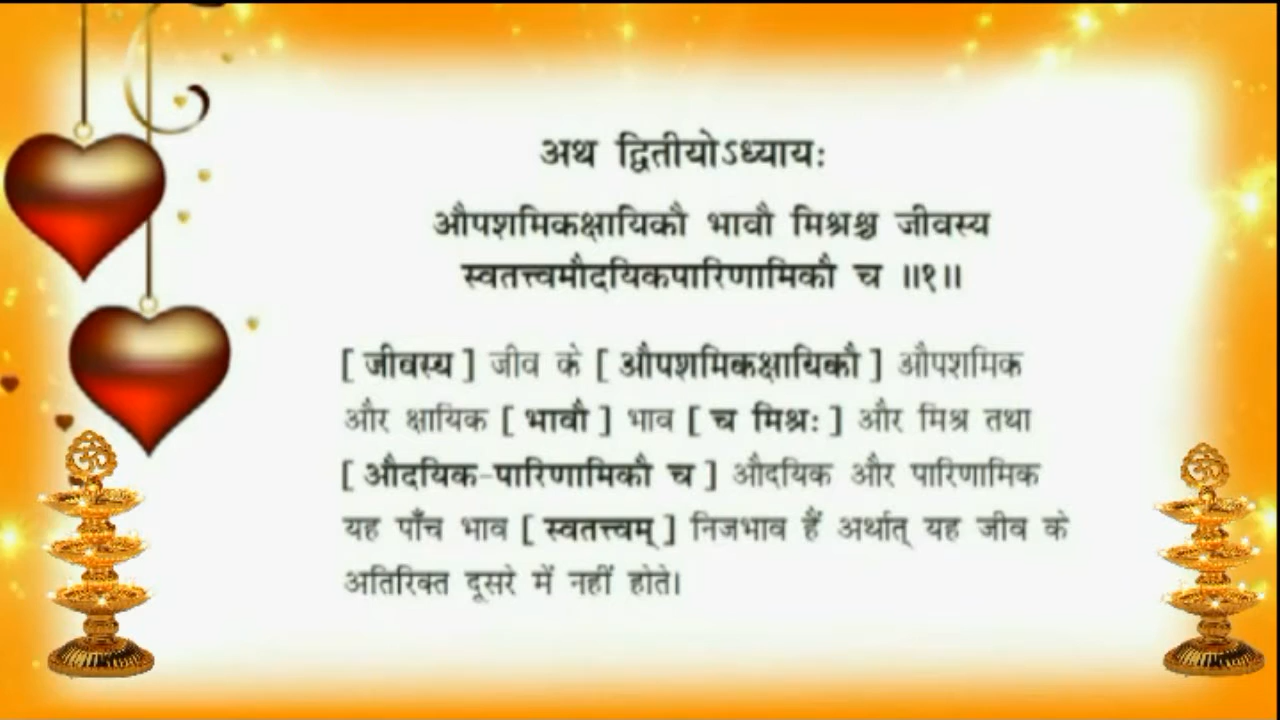 अथ द्वितीयोऽध्यायः
औपशमिकक्षायिकौ भावौ मिश्रश्च जीवस्य
स्वतत्त्वमौदयिकपारिणामिकौ च ॥१॥
[ जीवस्य ] जीव के [ औपशमिकक्षायिकौ ] औपशमिक
और क्षायिक [ भावौ ] भाव [ च मिश्रः ] और मिश्र तथा
[ औदयिक-पारिणामिकौ च ] औदयिक और पारिणामिक
यह पाँच भाव [ स्वतत्त्वम् ] निजभाव हैं अर्थात् यह जीव के
अतिरिक्त दूसरे में नहीं होते।